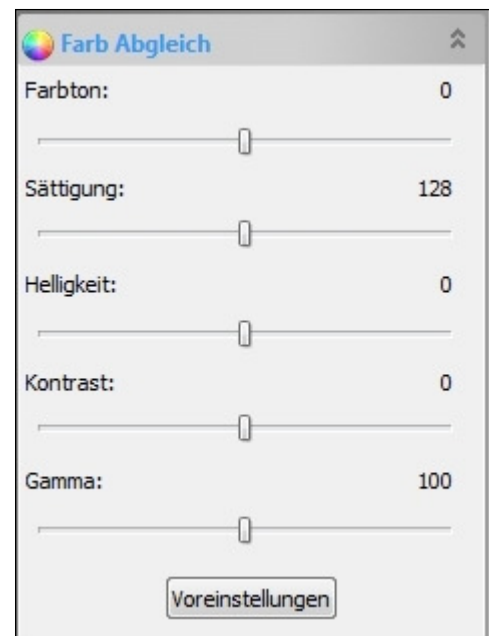 Farb Abgleich
Farbton: 0
Sättigung: 128
Helligkeit: 0
Kontrast: 0
Gamma: 100
Voreinstellungen